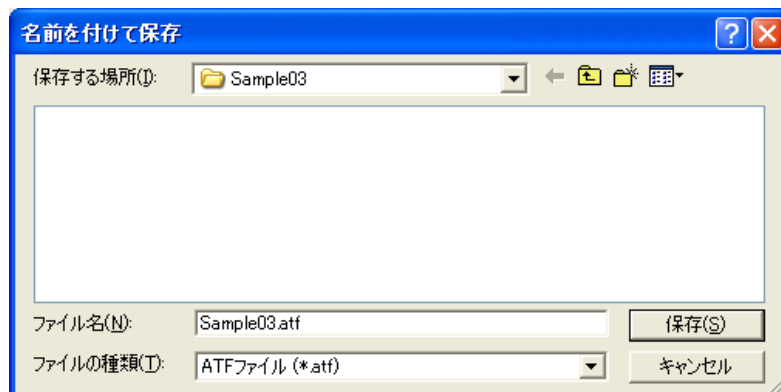 名前を付けて保存
保存する場所(I): Sample03
ファイル名(N): Sample03.atf 保存(S)
ファイルの種類(T): ATFファイル (*.atf) キャンセル